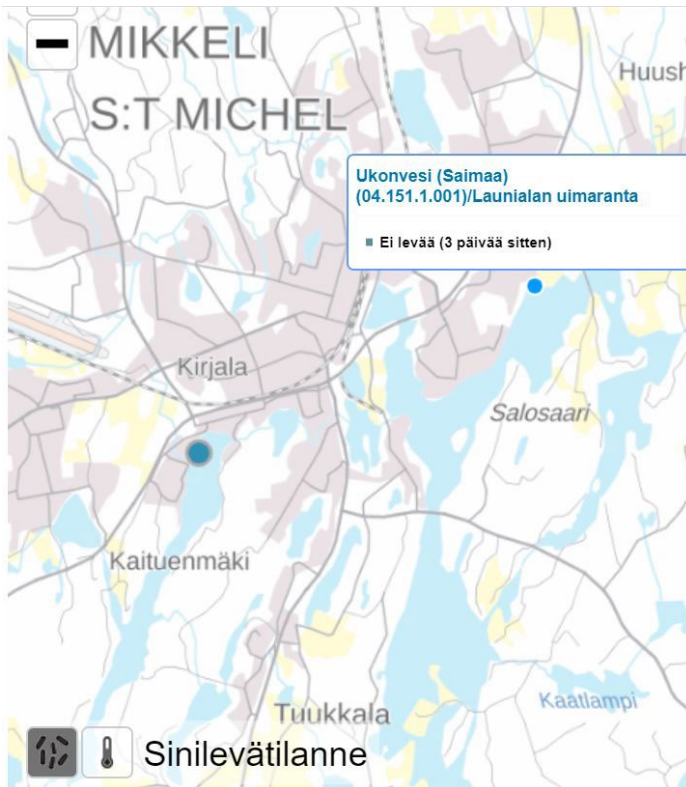 MIKKELI
S:T MICHEL
Huush
Ukonvesi (Saimaa)
(04.151.1.001)/Launialan uimaranta
Ei levää (3 päivää sitten)
Kirjala
Salosaari
Kaituenmäki
Kaatlampi
Tuukkala
Sinilevätilanne